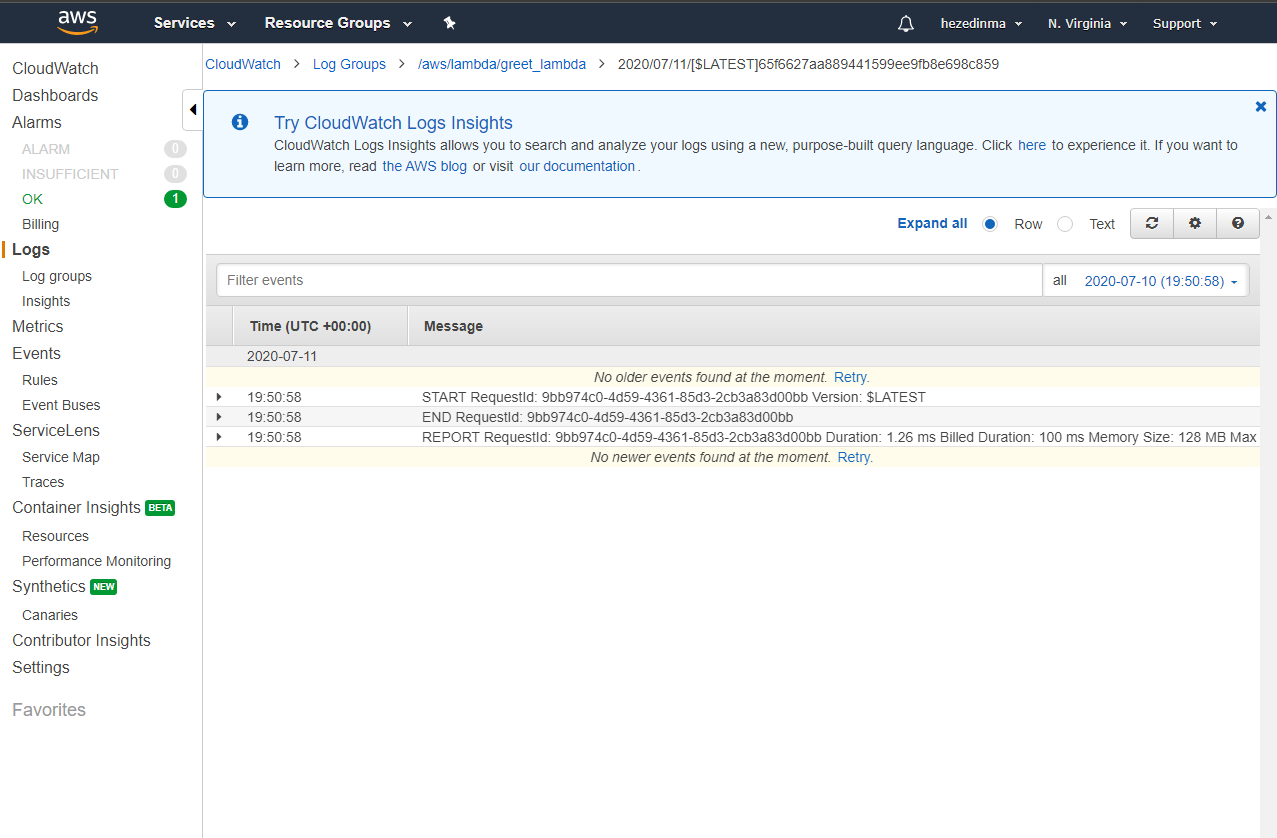 aws Services Resource Groups hezedinma N. Virginia Support
CloudWatch
Dashboards
Alarms
ALARM 0
INSUFFICIENT 0
OK 1
Billing
Logs
Log groups
Insights
Metrics
Events
Rules
Event Buses
ServiceLens
Service Map
Traces
Container Insights BETA
Resources
Performance Monitoring
Synthetics NEW
Canaries
Contributor Insights
Settings
Favorites
CloudWatch > Log Groups > /aws/lambda/greet_lambda > 2020/07/11/[$LATEST]65f6627aa889441599ee9fb8e698c859
Try CloudWatch Logs Insights
CloudWatch Logs Insights allows you to search and analyze your logs using a new, purpose-built query language. Click here to experience it. If you want to
learn more, read the AWS blog or visit our documentation.
Expand all Row Text
Filter events all 2020-07-10 (19:50:58)
Time (UTC +00:00) Message
2020-07-11
No older events found at the moment. Retry.
19:50:58 START RequestId: 9bb974c0-4d59-4361-85d3-2cb3a83d00bb Version: $LATEST
19:50:58 END RequestId: 9bb974c0-4d59-4361-85d3-2cb3a83d00bb
19:50:58 REPORT RequestId: 9bb974c0-4d59-4361-85d3-2cb3a83d00bb Duration: 1.26 ms Billed Duration: 100 ms Memory Size: 128 MB Max
No newer events found at the moment. Retry.